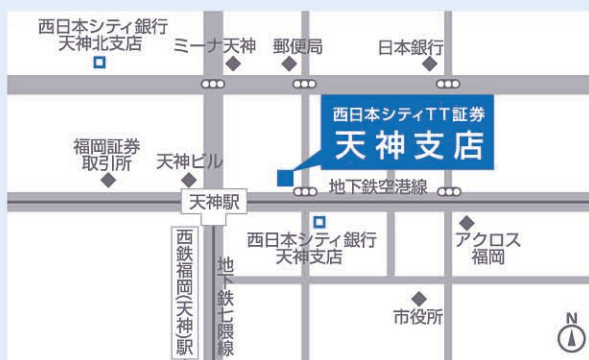 西日本シティ銀行
天神北支店
ミーナ天神
郵便局
日本銀行
西日本シティTT証券
天神支店
福岡証券
取引所
天神ビル
地下鉄空港線
天神駅
西日本シティ銀行
天神支店
アクロス
福岡
西鉄福岡(天神)駅
地下鉄七隈線
市役所
N